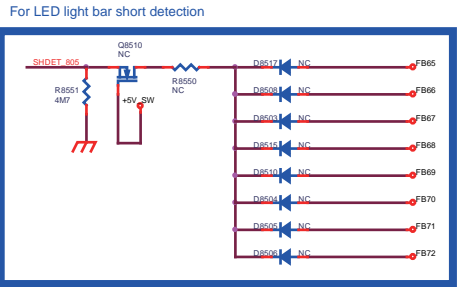 For LED light bar short detection
Q8510
NC
SHDET_805
R8551
4M7
+5V_SW
R8550
NC
D8517 NC FB65
D8508 NC FB66
D8503 NC FB67
D8515 NC FB68
D8510 NC FB69
D8504 NC FB70
D8505 NC FB71
D8506 NC FB72